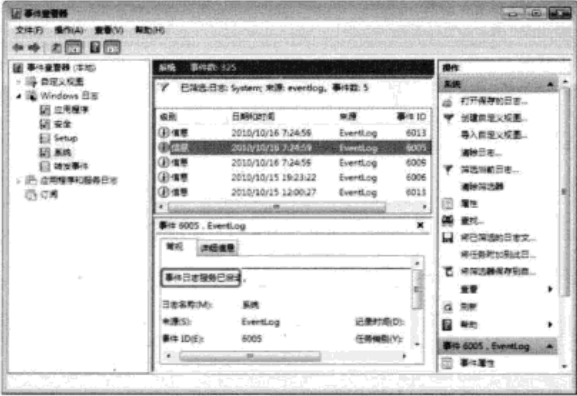 事件查看器
文件(F) 操作(A) 查看(V) 帮助(H)
事件查看器 (本地)
自定义视图
Windows 日志
应用程序
安全
Setup
系统
转发事件
应用程序和服务日志
订阅
系统 事件数: 325
已筛选:日志: System; 来源: eventlog。事件数: 5
级别 日期和时间 来源 事件 ID
信息 2010/10/16 7:24:59 EventLog 6013
信息 2010/10/16 7:24:59 EventLog 6005
信息 2010/10/16 7:24:59 EventLog 6009
信息 2010/10/15 19:23:22 EventLog 6006
信息 2010/10/15 12:00:27 EventLog 6013
事件 6005，EventLog
常规 详细信息
事件日志服务已启动。
日志名称(M): 系统
来源(S): EventLog 记录时间(D):
事件 ID(E): 6005 任务类别(Y):
操作
系统
打开保存的日志...
创建自定义视图...
导入自定义视图...
清除日志...
筛选当前日志...
清除筛选器
属性
查找...
将已筛选的日志文...
将任务附加到此日...
将筛选器保存到自...
查看
刷新
帮助
事件 6005，EventLog
事件属性